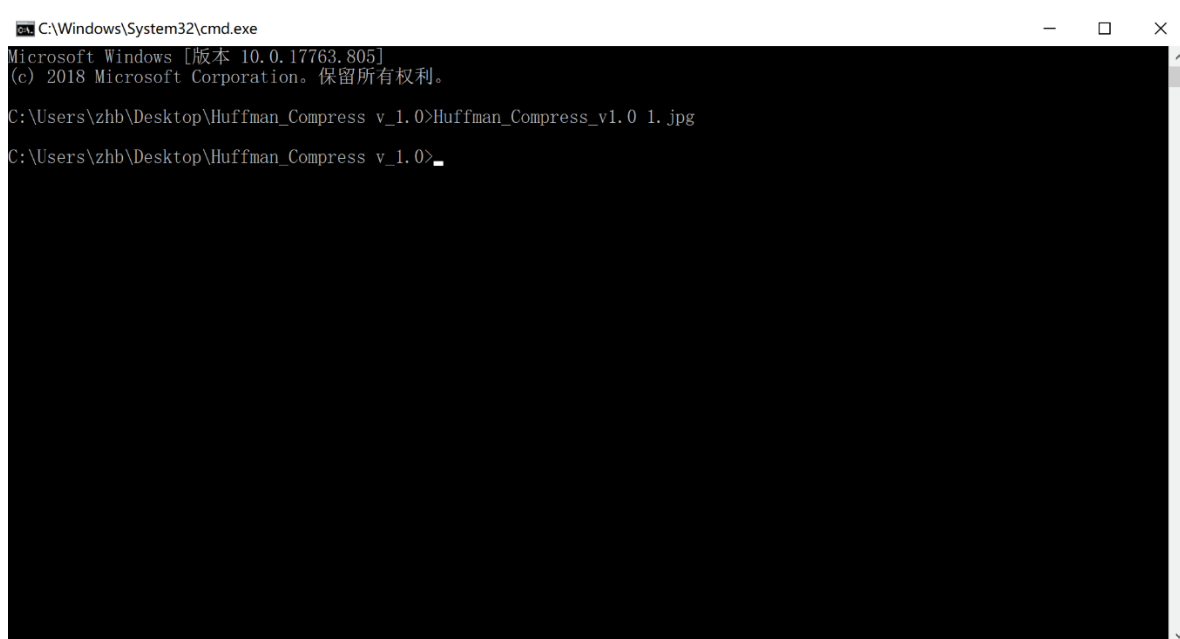 C:\Windows\System32\cmd.exe
Microsoft Windows [版本 10.0.17763.805]
(c) 2018 Microsoft Corporation。保留所有权利。
C:\Users\zhb\Desktop\Huffman_Compress v_1.0>Huffman_Compress_v1.0 1.jpg
C:\Users\zhb\Desktop\Huffman_Compress v_1.0>